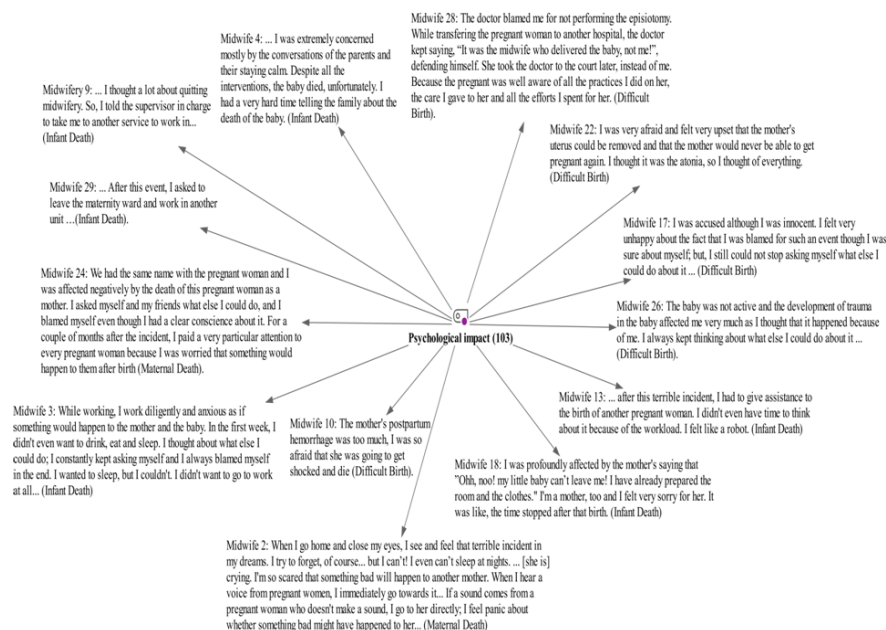 Midwife 28: The doctor blamed me for not performing the episiotomy.
While transfering the pregnant woman to another hospital, the doctor
kept saying, “It was the midwife who delivered the baby, not me!”,
defending himself. She took the doctor to the court later, instead of me.
Because the pregnant was well aware of all the practices I did on her,
the care I gave to her and all the efforts I spent for her. (Difficult
Birth).
Midwife 4: ... I was extremely concerned
mostly by the conversations of the parents and
their staying calm. Despite all the
interventions, the baby died, unfortunately. I
had a very hard time telling the family about the
death of the baby. (Infant Death)
Midwifery 9: ... I thought a lot about quitting
midwifery. So, I told the supervisor in charge
to take me to another service to work in...
(Infant Death)
Midwife 22: I was very afraid and felt very upset that the mother's
uterus could be removed and that the mother would never be able to get
pregnant again. I thought it was the atonia, so I thought of everything.
(Difficult Birth)
Midwife 29: ... After this event, I asked to
leave the maternity ward and work in another
unit …(Infant Death).
Midwife 17: I was accused although I was innocent. I felt very
unhappy about the fact that I was blamed for such an event though I was
sure about myself; but, I still could not stop asking myself what else I
could do about it ... (Difficult Birth)
Midwife 24: We had the same name with the pregnant woman and I
was affected negatively by the death of this pregnant woman as a
mother. I asked myself and my friends what else I could do, and I
blamed myself even though I had a clear conscience about it. For a
couple of months after the incident, I paid a very particular attention to
every pregnant woman because I was worried that something would
happen to them after birth (Maternal Death).
Midwife 26: The baby was not active and the development of trauma
in the baby affected me very much as I thought that it happened because
of me. I always kept thinking about what else I could do about it ...
(Difficult Birth).
Psychological impact (103)
Midwife 13: ... after this terrible incident, I had to give assistance to
the birth of another pregnant woman. I didn't even have time to think
about it because of the workload. I felt like a robot. (Infant Death)
Midwife 3: While working, I work diligently and anxious as if
something would happen to the mother and the baby. In the first week, I
didn't even want to drink, eat and sleep. I thought about what else I
could do; I constantly kept asking myself and I always blamed myself
in the end. I wanted to sleep, but I couldn't. I didn't want to go to work
at all... (Infant Death)
Midwife 10: The mother's postpartum
hemorrhage was too much, I was so
afraid that she was going to get
shocked and die (Difficult Birth).
Midwife 18: I was profoundly affected by the mother's saying that
"Ohh, noo! my little baby can’t leave me! I have already prepared the
room and the clothes." I'm a mother, too and I felt very sorry for her. It
was like, the time stopped after that birth. (Infant Death)
Midwife 2: When I go home and close my eyes, I see and feel that terrible incident in
my dreams. I try to forget, of course... but I can't! I even can’t sleep at nights. ... [she is]
crying. I'm so scared that something bad will happen to another mother. When I hear a
voice from pregnant women, I immediately go towards it... If a sound comes from a
pregnant woman who doesn't make a sound, I go to her directly; I feel panic about
whether something bad might have happened to her... (Maternal Death)